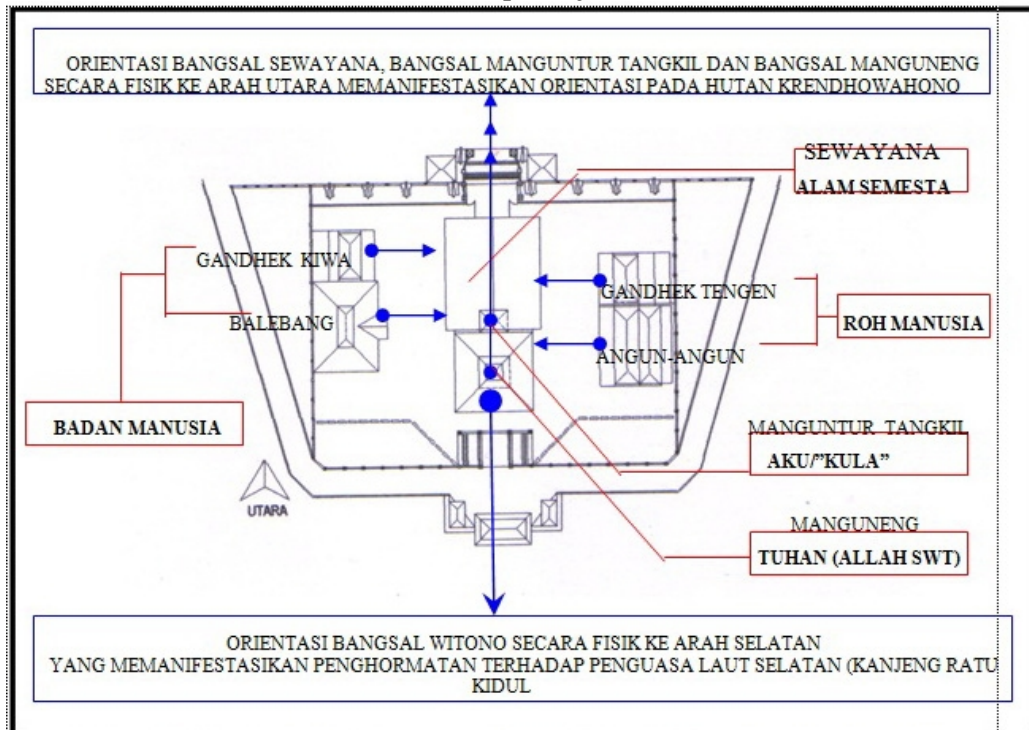 ORIENTASI BANGSAL SEWAYANA, BANGSAL MANGUNTUR TANGKIL DAN BANGSAL MANGUNENG
SECARA FISIK KE ARAH UTARA MEMANIFESTASIKAN ORIENTASI PADA HUTAN KRENDHOWAHONO
SEWAYANA
ALAM SEMESTA
GANDHEK KIWA
GANDHEK TENGEN
BALEBANG
ROH MANUSIA
ANGUN-ANGUN
BADAN MANUSIA
MANGUNTUR TANGKIL
AKU/”KULA”
UTARA
MANGUNENG
TUHAN (ALLAH SWT)
ORIENTASI BANGSAL WITONO SECARA FISIK KE ARAH SELATAN
YANG MEMANIFESTASIKAN PENGHORMATAN TERHADAP PENGUASA LAUT SELATAN (KANJENG RATU
KIDUL